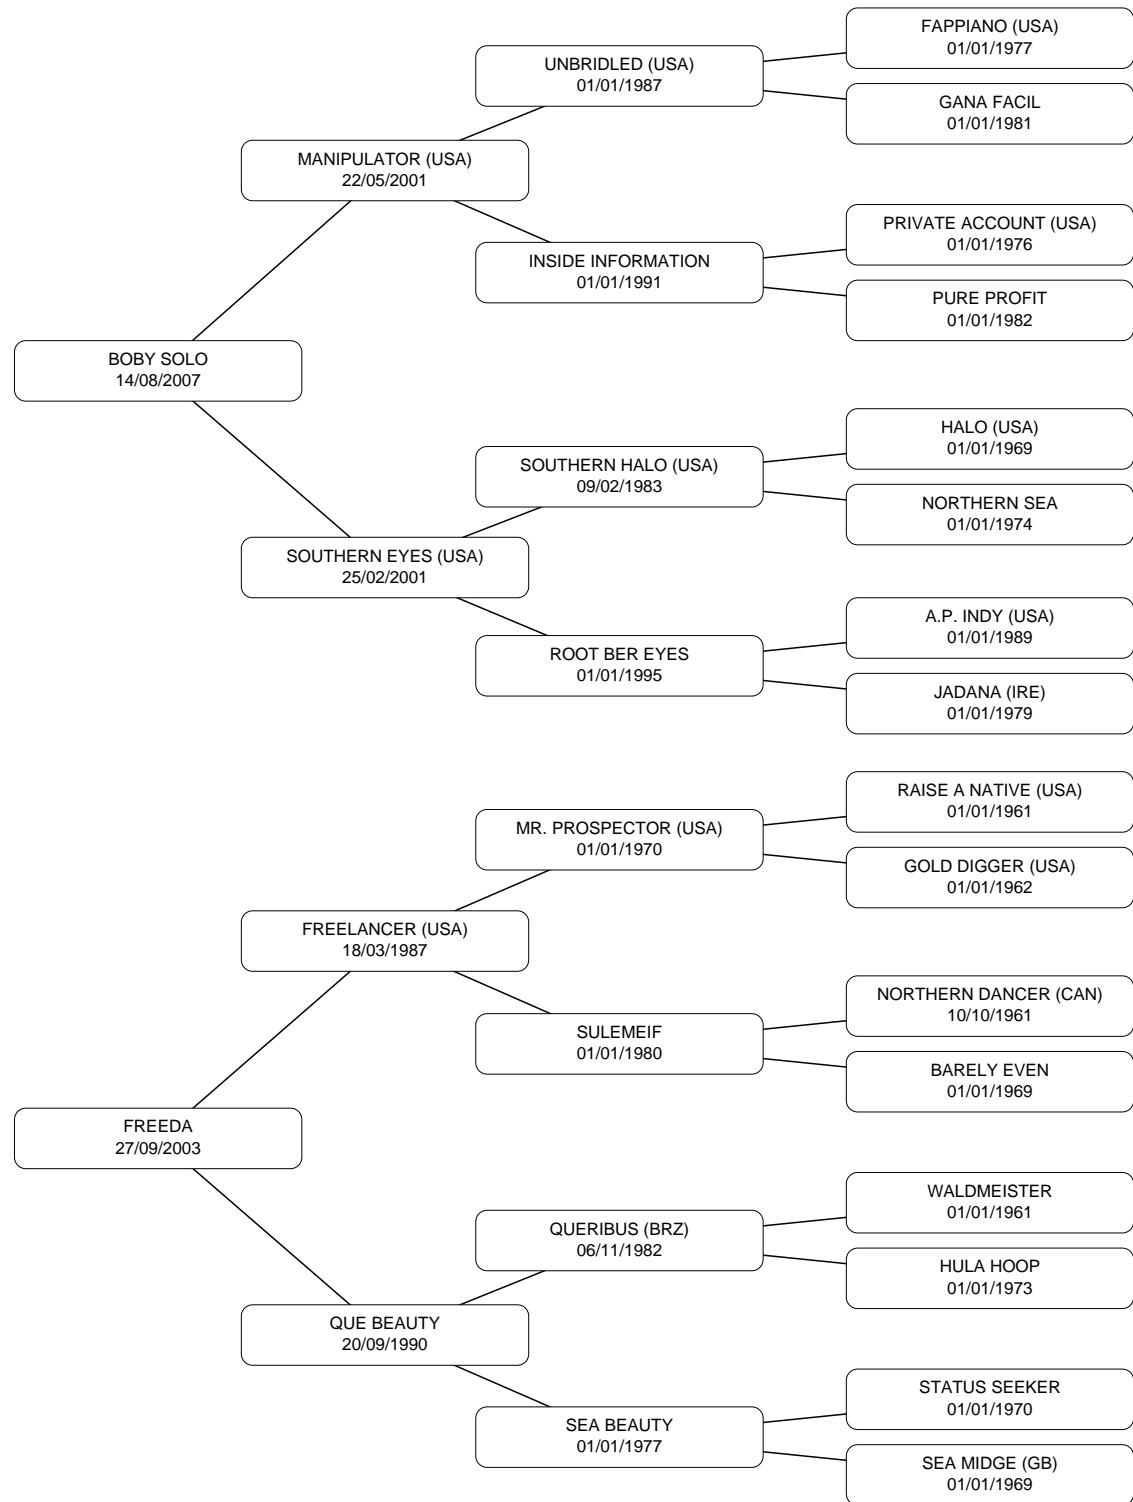 FAPPIANO (USA)
01/01/1977
UNBRIDLED (USA)
01/01/1987
GANA FACIL
01/01/1981
MANIPULATOR (USA)
22/05/2001
PRIVATE ACCOUNT (USA)
01/01/1976
INSIDE INFORMATION
01/01/1991
PURE PROFIT
01/01/1982
BOBY SOLO
14/08/2007
HALO (USA)
01/01/1969
SOUTHERN HALO (USA)
09/02/1983
NORTHERN SEA
01/01/1974
SOUTHERN EYES (USA)
25/02/2001
A.P. INDY (USA)
01/01/1989
ROOT BER EYES
01/01/1995
JADANA (IRE)
01/01/1979
RAISE A NATIVE (USA)
01/01/1961
MR. PROSPECTOR (USA)
01/01/1970
GOLD DIGGER (USA)
01/01/1962
FREELANCER (USA)
18/03/1987
NORTHERN DANCER (CAN)
10/10/1961
SULEMEIF
01/01/1980
BARELY EVEN
01/01/1969
FREEDA
27/09/2003
WALDMEISTER
01/01/1961
QUERIBUS (BRZ)
06/11/1982
HULA HOOP
01/01/1973
QUE BEAUTY
20/09/1990
STATUS SEEKER
01/01/1970
SEA BEAUTY
01/01/1977
SEA MIDGE (GB)
01/01/1969